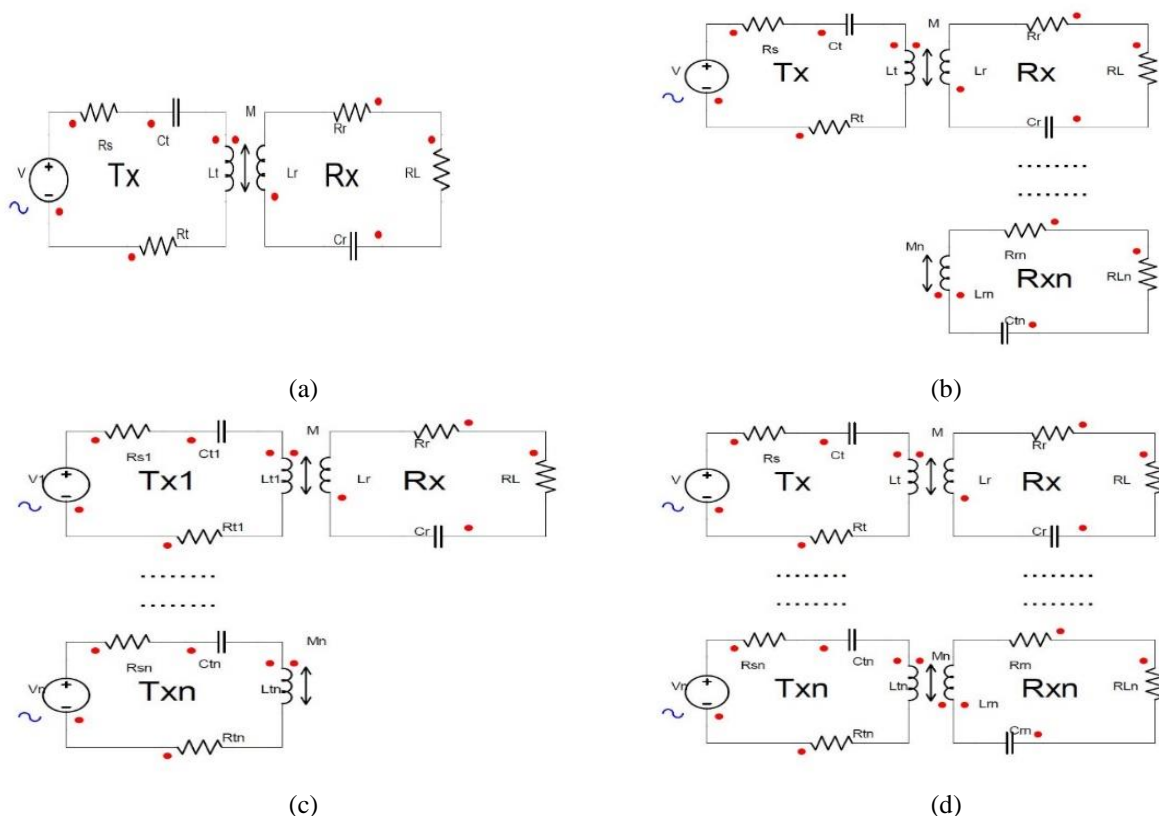 M
Rs
Ct
Rr
V
Tx
Lt
Lr
Rx
RL
Rt
Cr
(a)
M
Rs
Ct
Rr
V
Tx
Lt
Lr
Rx
RL
Rt
Cr
Mn
Rrn
Rxn
RLn
Lrn
Ctn
(b)
M
Rs1
Ct1
Rr
V1
Tx1
Lt1
Lr
Rx
RL
Rt1
Cr
Mn
Rsn
Ctn
Vn
Txn
Ltn
Rtn
(c)
M
Rs
Ct
Rr
V
Tx
Lt
Lr
Rx
RL
Rt
Cr
Mn
Rsn
Ctn
Rrn
Vn
Txn
Ltn
Lrn
Rxn
RLn
Rtn
Crn
(d)